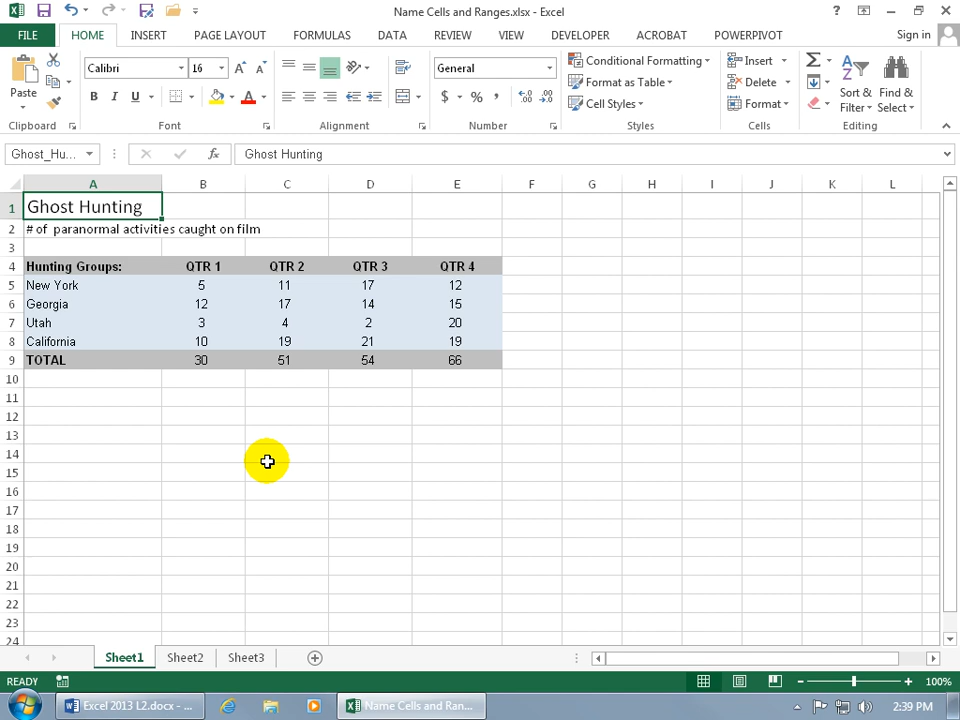 Name Cells and Ranges.xlsx - Excel
FILE HOME INSERT PAGE LAYOUT FORMULAS DATA REVIEW VIEW DEVELOPER ACROBAT POWERPIVOT Sign in
Calibri 16 General Conditional Formatting Insert
Paste Format as Table Delete Sort & Find &
B I U A $ % , Cell Styles Format Filter Select
Clipboard Font Alignment Number Styles Cells Editing
Ghost_Hu... fx Ghost Hunting
A B C D E F G H I J K L
1 Ghost Hunting
2 # of paranormal activities caught on film
3
4 Hunting Groups: QTR 1 QTR 2 QTR 3 QTR 4
5 New York 5 11 17 12
6 Georgia 12 17 14 15
7 Utah 3 4 2 20
8 California 10 19 21 19
9 TOTAL 30 51 54 66
10
11
12
13
14
15
16
17
18
19
20
21
22
23
24
Sheet1 Sheet2 Sheet3
READY 100%
Excel 2013 L2.docx - ... Name Cells and Ran... 2:39 PM